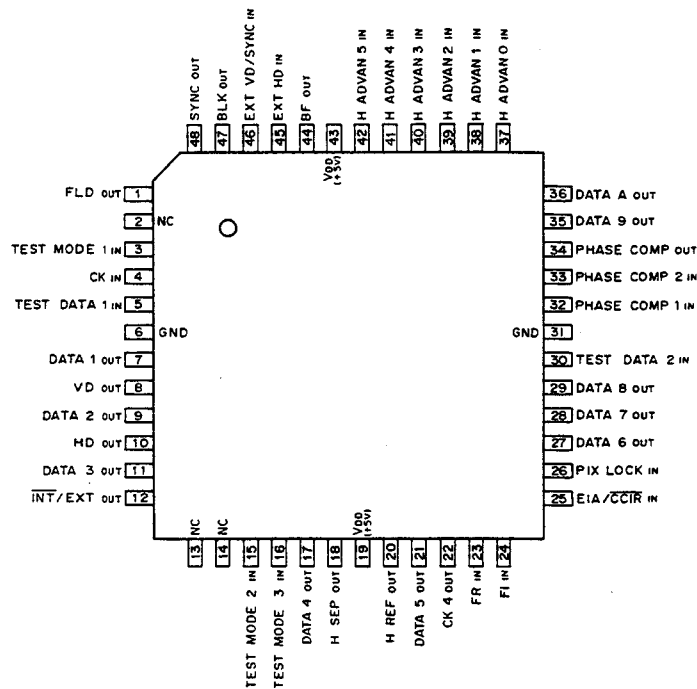 SYNC OUT
BLK OUT
EXT VD/SYNC IN
EXT HD IN
BF OUT
H ADVAN 5 IN
H ADVAN 4 IN
H ADVAN 3 IN
H ADVAN 2 IN
H ADVAN 1 IN
H ADVAN 0 IN
48 47 46 45 44 43 42 41 40 39 38 37
VDD
(+5V)
FLD OUT 1
2 NC
TEST MODE 1 IN 3
CK IN 4
TEST DATA 1 IN 5
6 GND
DATA 1 OUT 7
VD OUT 8
DATA 2 OUT 9
HD OUT 10
DATA 3 OUT 11
INT/EXT OUT 12
36 DATA A OUT
35 DATA 9 OUT
34 PHASE COMP OUT
33 PHASE COMP 2 IN
32 PHASE COMP 1 IN
GND 31
30 TEST DATA 2 IN
29 DATA 8 OUT
28 DATA 7 OUT
27 DATA 6 OUT
26 PIX LOCK IN
25 EIA/CCIR IN
NC
NC
VDD
(+5V)
13 14 15 16 17 18 19 20 21 22 23 24
TEST MODE 2 IN
TEST MODE 3 IN
DATA 4 OUT
H SEP OUT
H REF OUT
DATA 5 OUT
CK 4 OUT
FR IN
FI IN